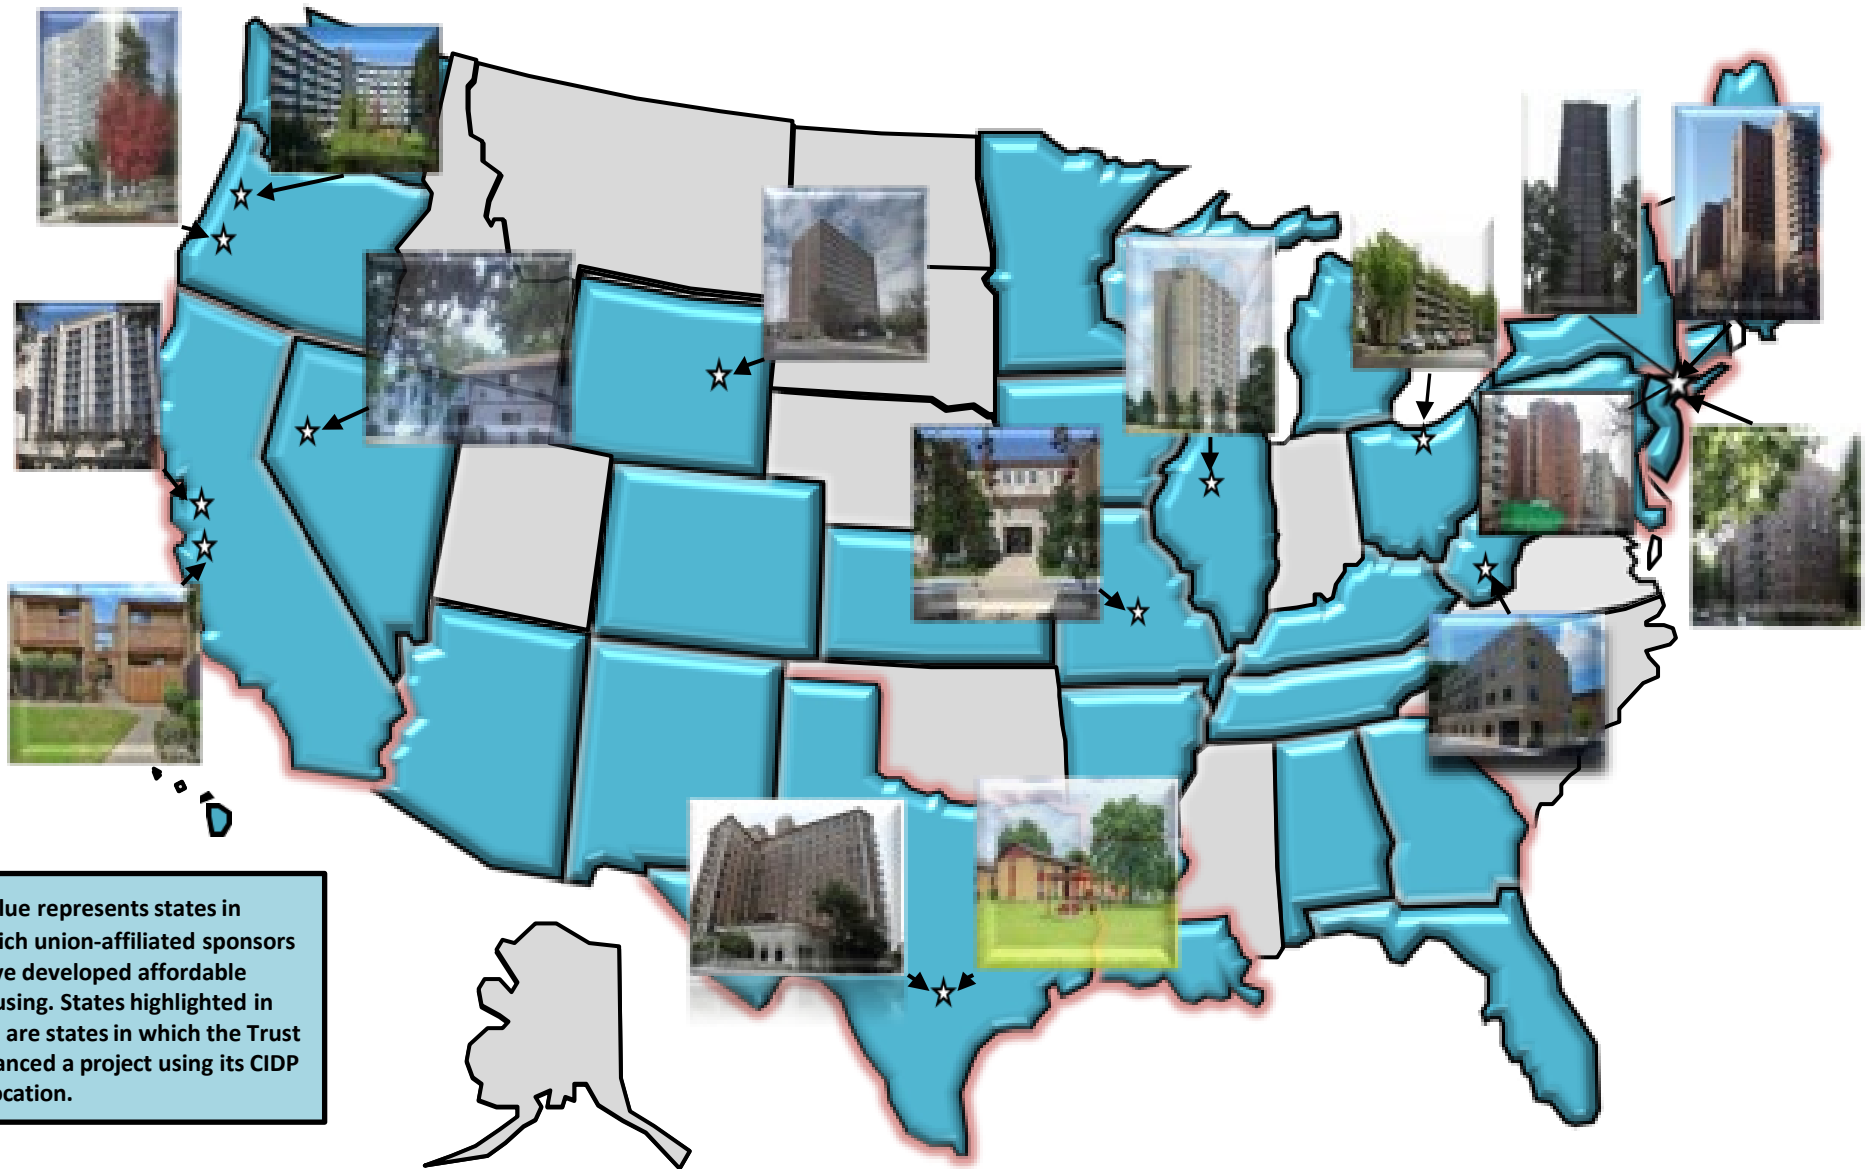 lue represents states in
ich union-affiliated sponsors
ve developed affordable
using. States highlighted in
are states in which the Trust
anced a project using its CIDP
ocation.